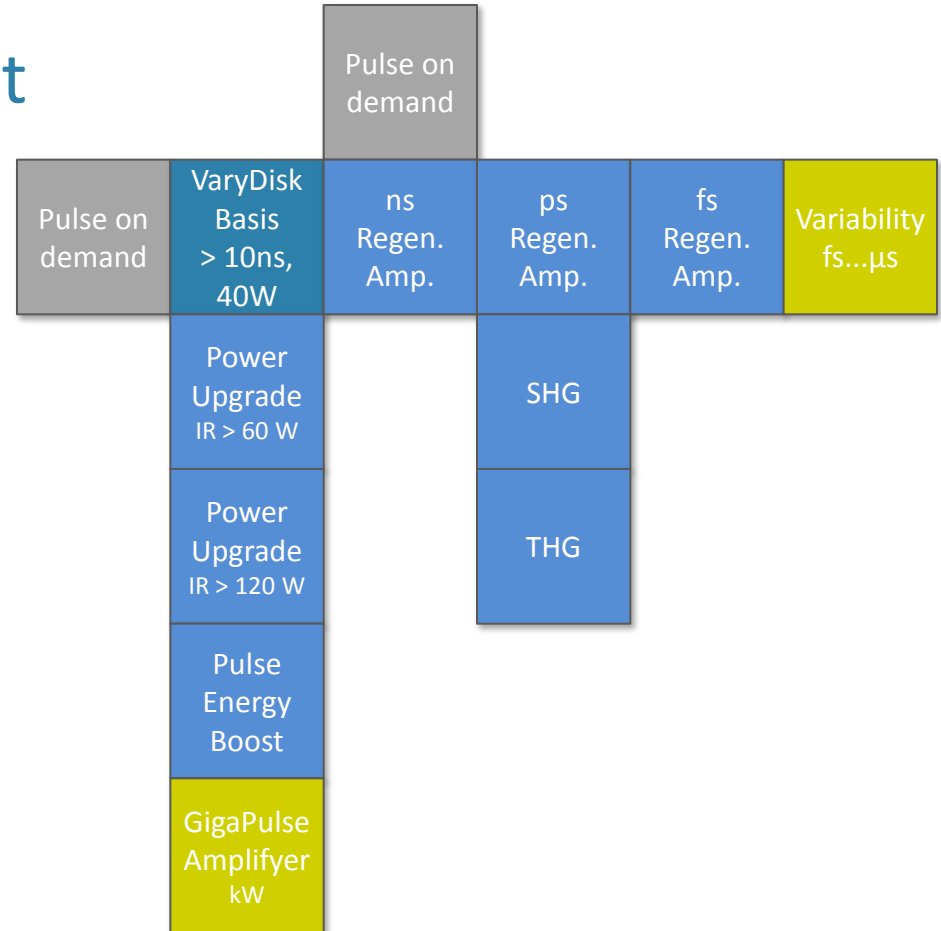 t
Pulse on
demand
Pulse on
demand
VaryDisk
Basis
> 10ns,
40W
ns
Regen.
Amp.
ps
Regen.
Amp.
fs
Regen.
Amp.
Variability
fs...µs
Power
Upgrade
IR > 60 W
SHG
Power
Upgrade
IR > 120 W
THG
Pulse
Energy
Boost
GigaPulse
Amplifyer
kW